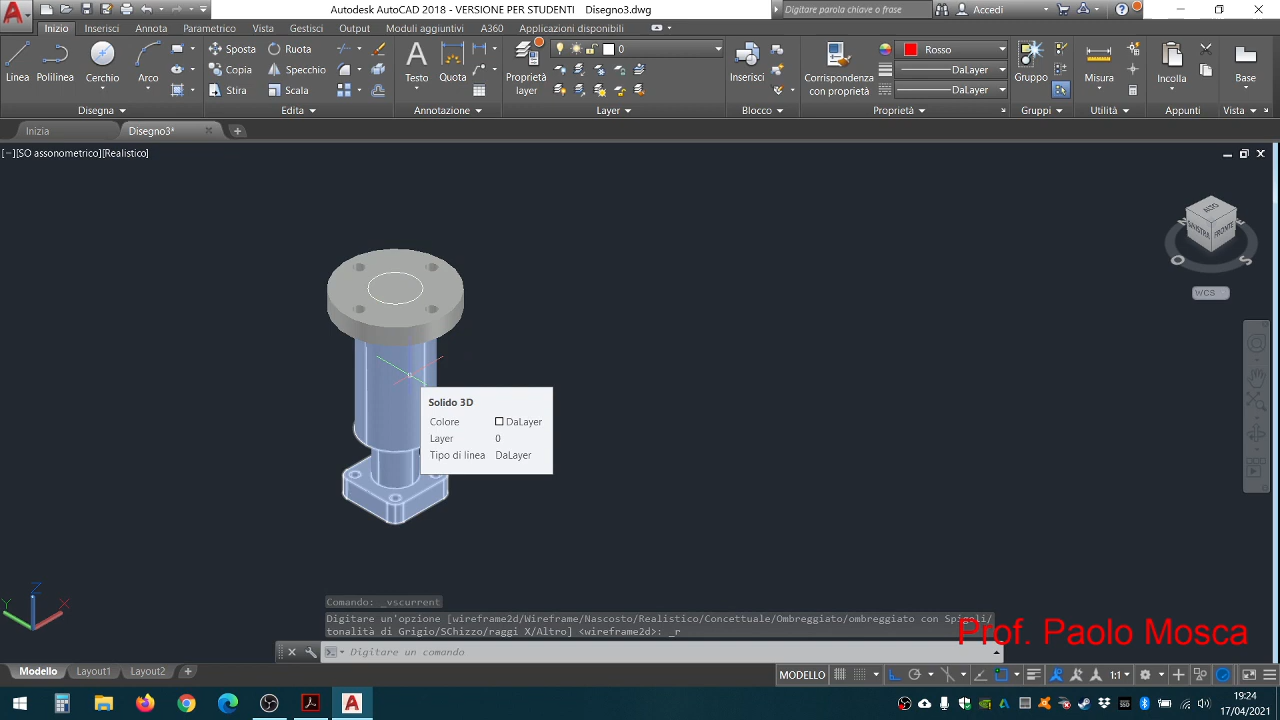 Autodesk AutoCAD 2018 - VERSIONE PER STUDENTI Disegno3.dwg
Digitare parola chiave o frase
Accedi
Inizio Inserisci Annota Parametrico Vista Gestisci Output Moduli aggiuntivi A360 Applicazioni disponibili
Linea Polilinea Cerchio Arco
Sposta Ruota
Copia Specchio
Stira Scala
Testo Quota
Proprietà
layer
0
Inserisci
Corrispondenza
con proprietà
Rosso
DaLayer
DaLayer
Gruppo
Misura
Incolla
Base
Disegna Edita Annotazione Layer Blocco Proprietà Gruppi Utilità Appunti Vista
Inizia Disegno3*
[−][SO assonometrico][Realistico]
ALTO
SINISTRA
FRONTE
O
S
WCS
Solido 3D
Colore DaLayer
Layer 0
Tipo di linea DaLayer
Z
Y
X
Comando: _vscurrent
Digitare un'opzione [wireframe2d/Wireframe/Nascosto/Realistico/Concettuale/Ombreggiato/ombreggiato con Spigoli/
tonalità di Grigio/SChizzo/raggi X/Altro] <wireframe2d>: _r
Prof. Paolo Mosca
Digitare un comando
Modello Layout1 Layout2
MODELLO
1:1
19:24
17/04/2021